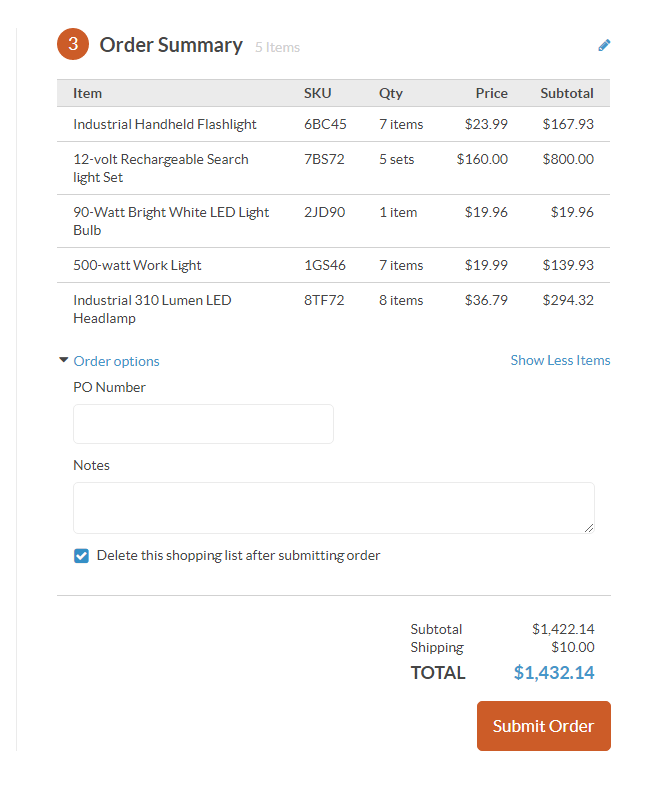 3 Order Summary 5 Items
Item SKU Qty Price Subtotal
Industrial Handheld Flashlight 6BC45 7 items $23.99 $167.93
12-volt Rechargeable Search 7BS72 5 sets $160.00 $800.00
light Set
90-Watt Bright White LED Light 2JD90 1 item $19.96 $19.96
Bulb
500-watt Work Light 1GS46 7 items $19.99 $139.93
Industrial 310 Lumen LED 8TF72 8 items $36.79 $294.32
Headlamp
Order options Show Less Items
PO Number
Notes
Delete this shopping list after submitting order
Subtotal $1,422.14
Shipping $10.00
TOTAL $1,432.14
Submit Order